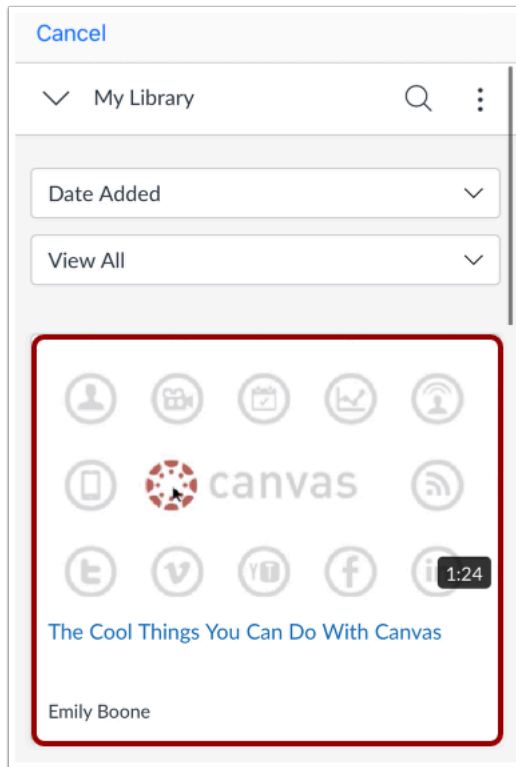 Cancel
My Library
Date Added
View All
canvas
1:24
The Cool Things You Can Do With Canvas
Emily Boone